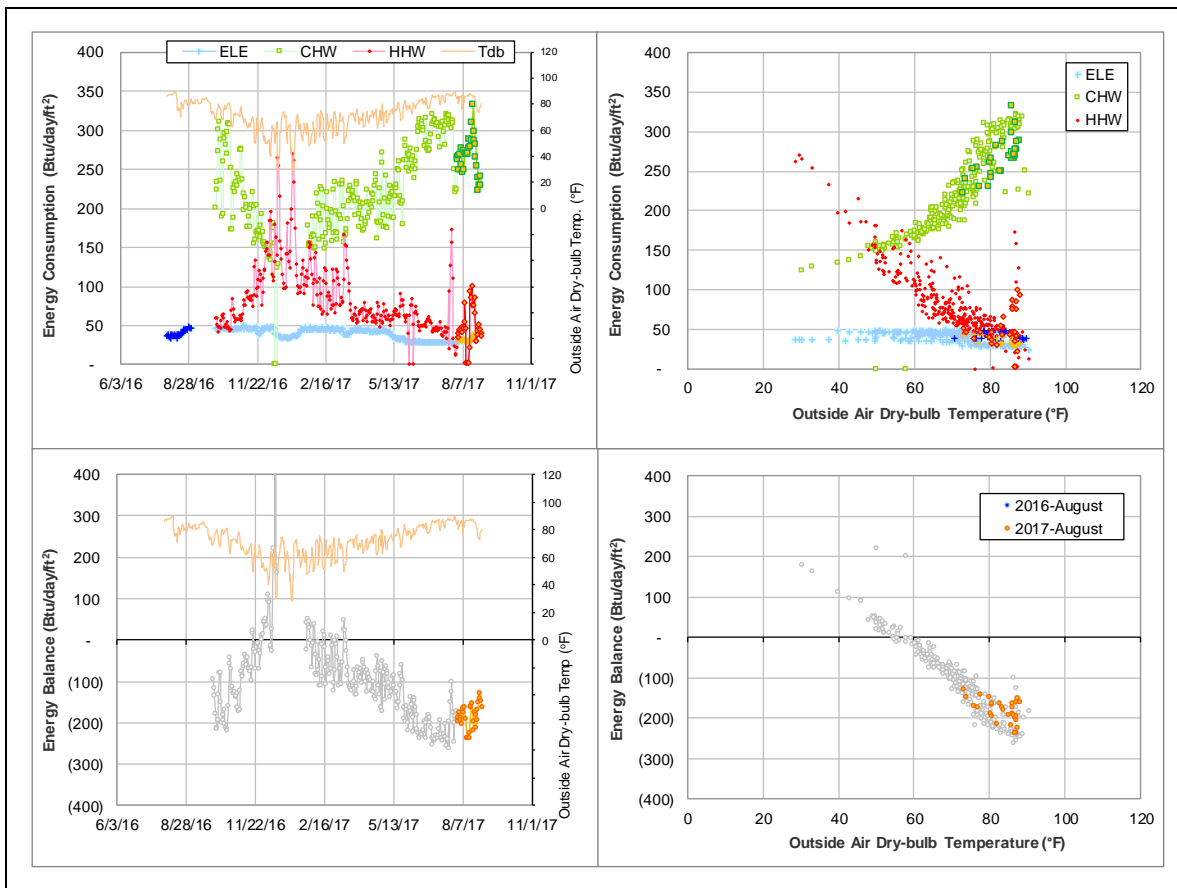 ELE CHW HHW Tdb
400
350
300
250
200
150
100
50
-
Energy Consumption (Btu/day/ft²)
120
100
80
60
40
20
0
Outside Air Dry-bulb Temp. (°F)
6/3/16 8/28/16 11/22/16 2/16/17 5/13/17 8/7/17 11/1/17
400
350
300
250
200
150
100
50
-
Energy Consumption (Btu/day/ft²)
ELE
CHW
HHW
0 20 40 60 80 100 120
Outside Air Dry-bulb Temperature (°F)
400
300
200
100
-
(100)
(200)
(300)
(400)
Energy Balance (Btu/day/ft²)
120
100
80
60
40
20
0
Outside Air Dry-bulb Temp (°F)
6/3/16 8/28/16 11/22/16 2/16/17 5/13/17 8/7/17 11/1/17
400
300
200
100
-
(100)
(200)
(300)
(400)
Energy Balance (Btu/day/ft²)
2016-August
2017-August
0 20 40 60 80 100 120
Outside Air Dry-bulb Temperature (°F)